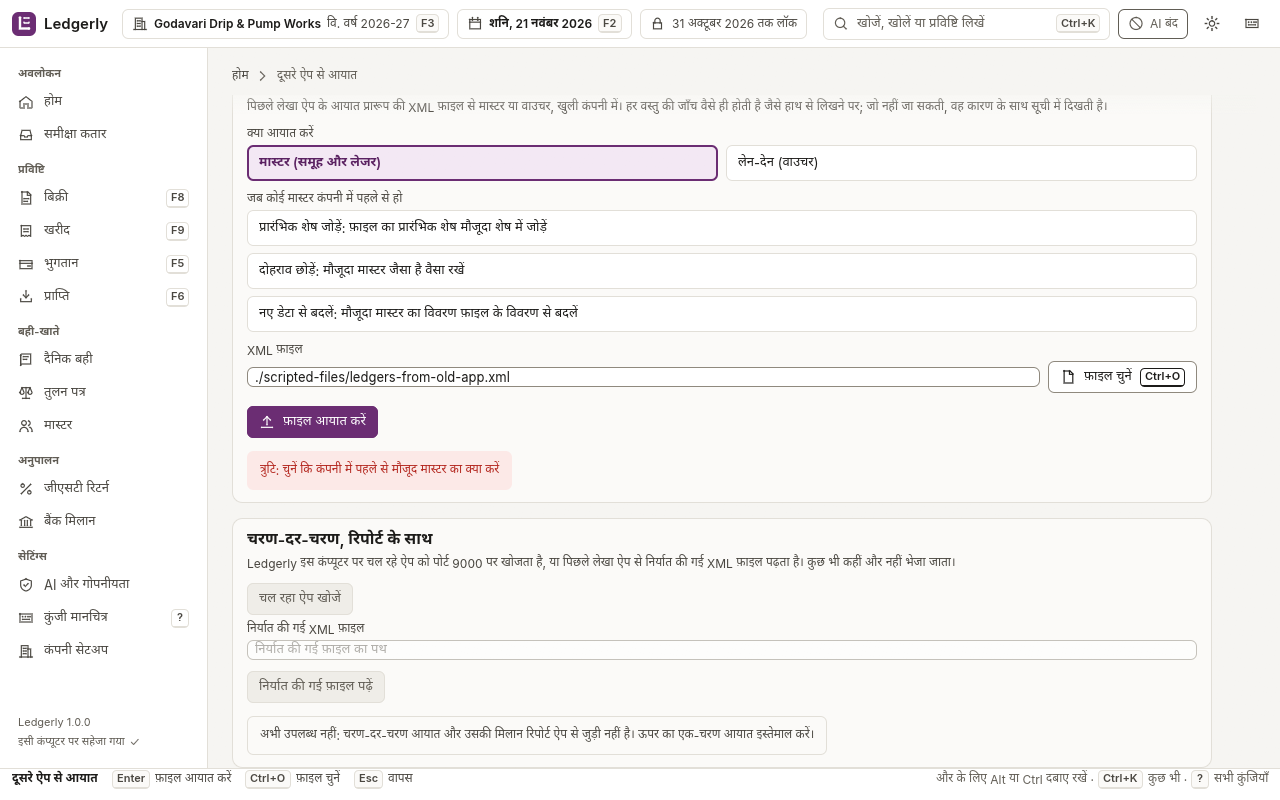 Ledgerly
Godavari Drip & Pump Works वि. वर्ष 2026-27 F3
शनि, 21 नवंबर 2026 F2
31 अक्टूबर 2026 तक लॉक
खोजें, खोलें या प्रविष्टि लिखें Ctrl+K
AI बंद
अवलोकन
होम
समीक्षा कतार
प्रविष्टि
बिक्री F8
खरीद F9
भुगतान F5
प्राप्ति F6
बही-खाते
दैनिक बही
तुलन पत्र
मास्टर
अनुपालन
जीएसटी रिटर्न
बैंक मिलान
सेटिंग्स
AI और गोपनीयता
कुंजी मानचित्र ?
कंपनी सेटअप
Ledgerly 1.0.0
इसी कंप्यूटर पर सहेजा गया
होम
दूसरे ऐप से आयात
पिछले लेखा ऐप के आयात प्रारूप की XML फ़ाइल से मास्टर या वाउचर, खुली कंपनी में। हर वस्तु की जाँच वैसे ही होती है जैसे हाथ से लिखने पर; जो नहीं जा सकती, वह कारण के साथ सूची में दिखती है।
क्या आयात करें
मास्टर (समूह और लेजर)
लेन-देन (वाउचर)
जब कोई मास्टर कंपनी में पहले से हो
प्रारंभिक शेष जोड़ें: फ़ाइल का प्रारंभिक शेष मौजूदा शेष में जोड़ें
दोहराव छोड़ें: मौजूदा मास्टर जैसा है वैसा रखें
नए डेटा से बदलें: मौजूदा मास्टर का विवरण फ़ाइल के विवरण से बदलें
XML फ़ाइल
./scripted-files/ledgers-from-old-app.xml
फ़ाइल चुनें Ctrl+O
फ़ाइल आयात करें
त्रुटि: चुनें कि कंपनी में पहले से मौजूद मास्टर का क्या करें
चरण-दर-चरण, रिपोर्ट के साथ
Ledgerly इस कंप्यूटर पर चल रहे ऐप को पोर्ट 9000 पर खोजता है, या पिछले लेखा ऐप से निर्यात की गई XML फ़ाइल पढ़ता है। कुछ भी कहीं और नहीं भेजा जाता।
चल रहा ऐप खोजें
निर्यात की गई XML फ़ाइल
निर्यात की गई फ़ाइल का पथ
निर्यात की गई फ़ाइल पढ़ें
अभी उपलब्ध नहीं: चरण-दर-चरण आयात और उसकी मिलान रिपोर्ट ऐप से जुड़ी नहीं है। ऊपर का एक-चरण आयात इस्तेमाल करें।
दूसरे ऐप से आयात Enter फ़ाइल आयात करें Ctrl+O फ़ाइल चुनें Esc वापस
और के लिए Alt या Ctrl दबाए रखें · Ctrl+K कुछ भी · ? सभी कुंजियाँ